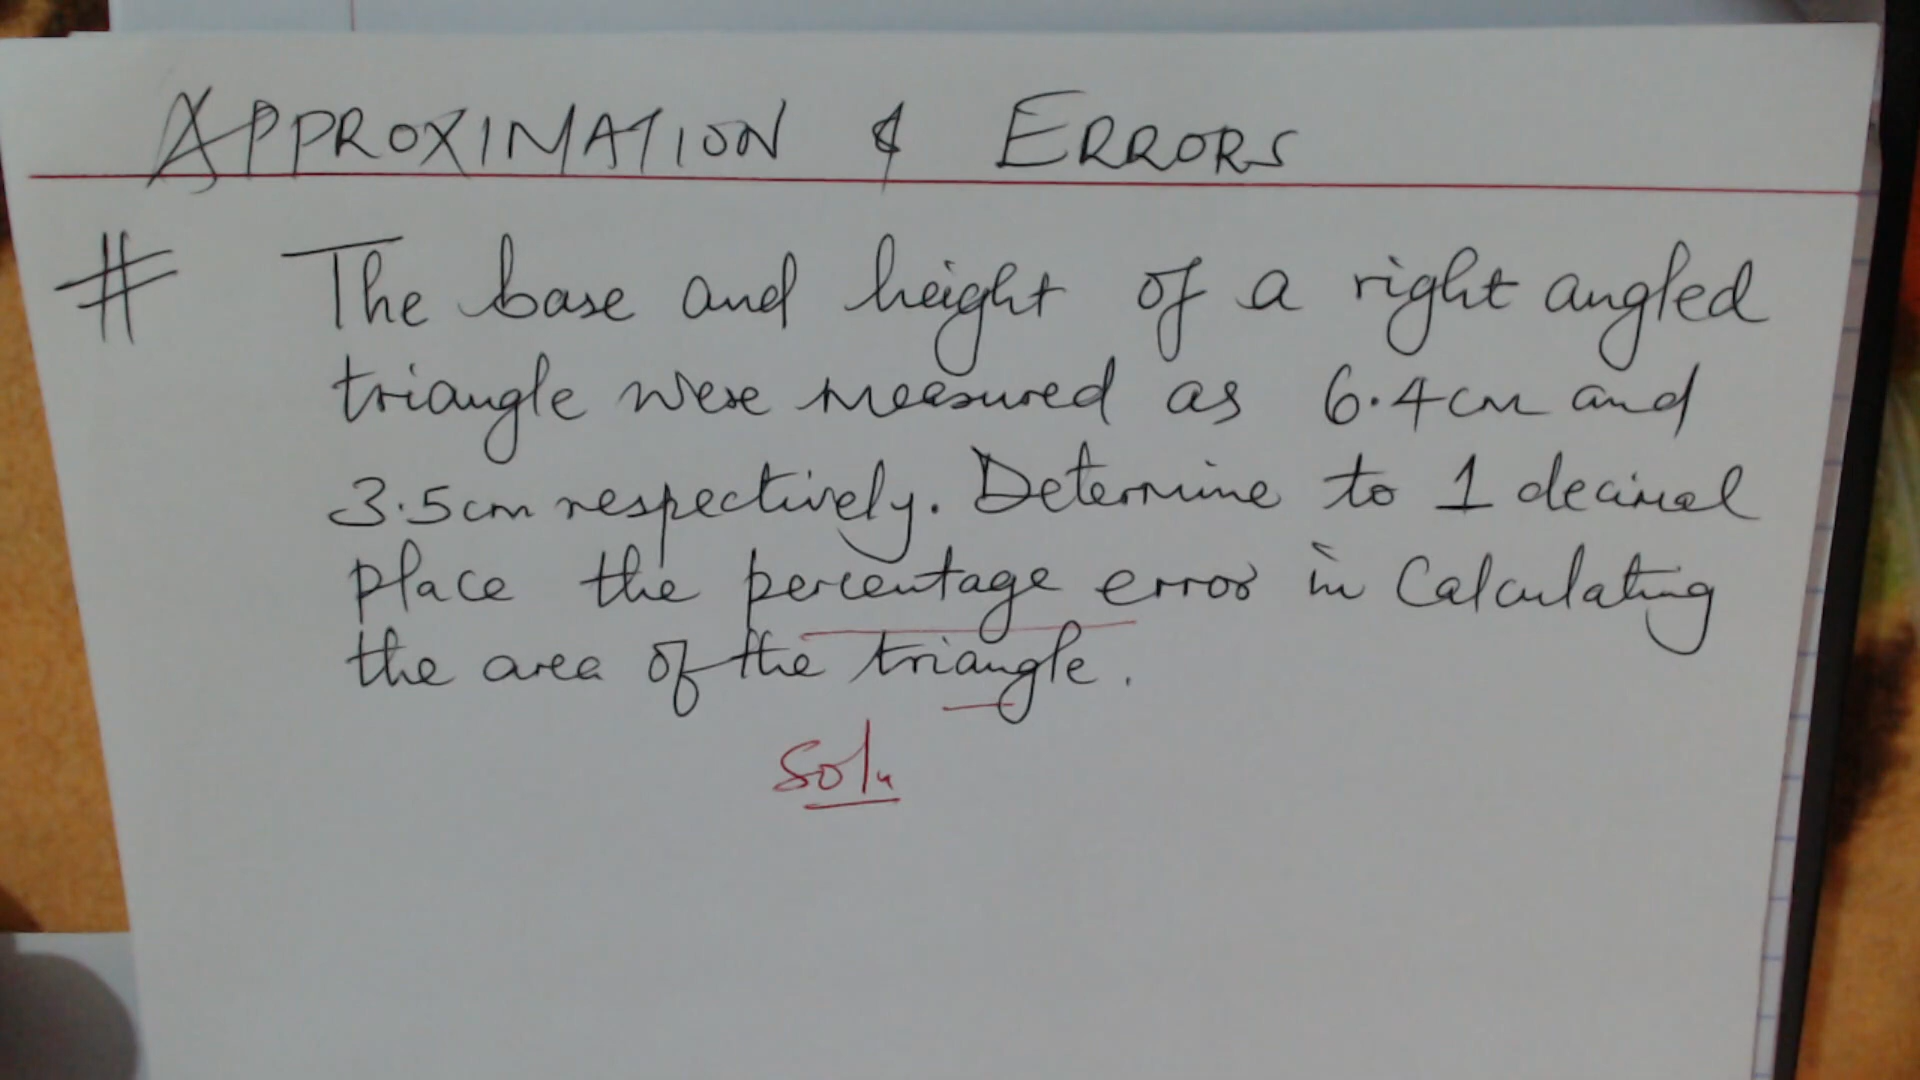 APPROXIMATION & ERRORS
# The base and height of a right angled
triangle were measured as 6.4cm and
3.5cm respectively. Determine to 1 decimal
place the percentage error in Calculating
the area of the triangle.
Soln